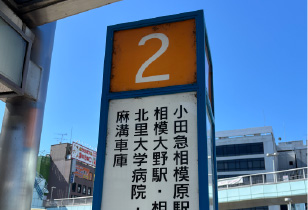 2
小田急相模原駅
相模大野駅・相
北里大学病院・
麻溝車庫